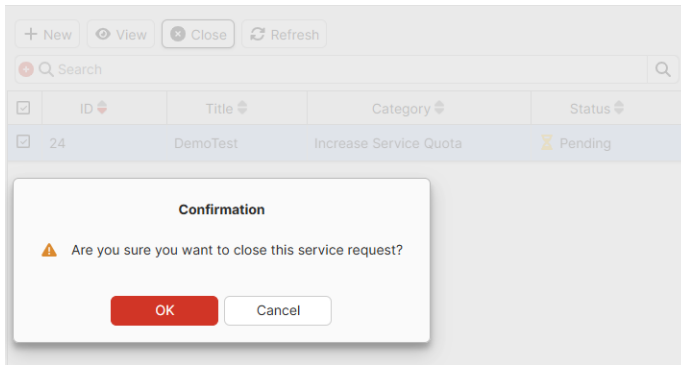 New View Close Refresh
Search
ID Title Category Status
24 DemoTest Increase Service Quota Pending
Confirmation
Are you sure you want to close this service request?
OK Cancel